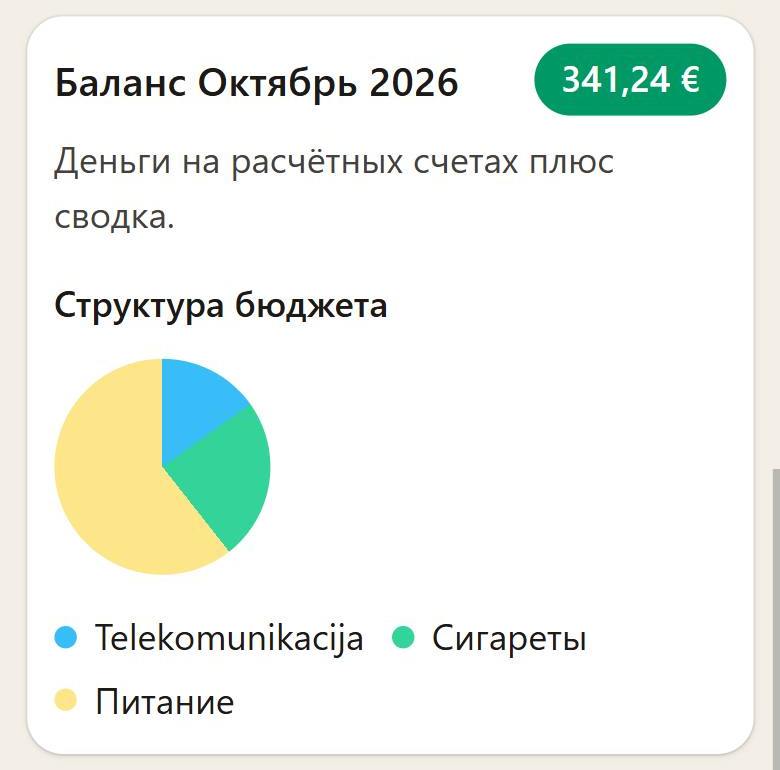 Баланс Октябрь 2026
341,24 €
Деньги на расчётных счетах плюс
сводка.
Структура бюджета
Telekomunikacija
Сигареты
Питание